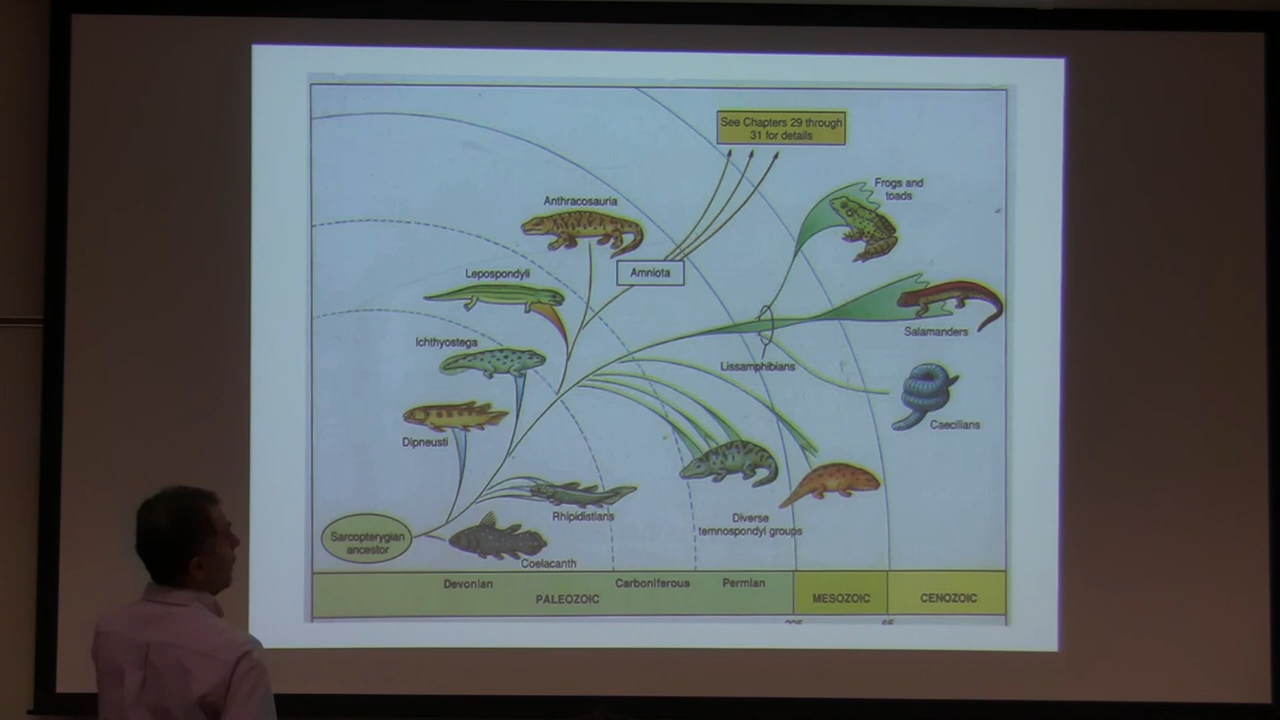 See Chapters 29 through
31 for details
Frogs and
toads
Anthracosauria
Amniota
Lepospondyli
Salamanders
Ichthyostega
Lissamphibians
Caecilians
Dipneusti
Rhipidistians
Diverse
temnospondyl groups
Sarcopterygian
ancestor
Coelacanth
Devonian
Carboniferous
Permian
PALEOZOIC
MESOZOIC
CENOZOIC